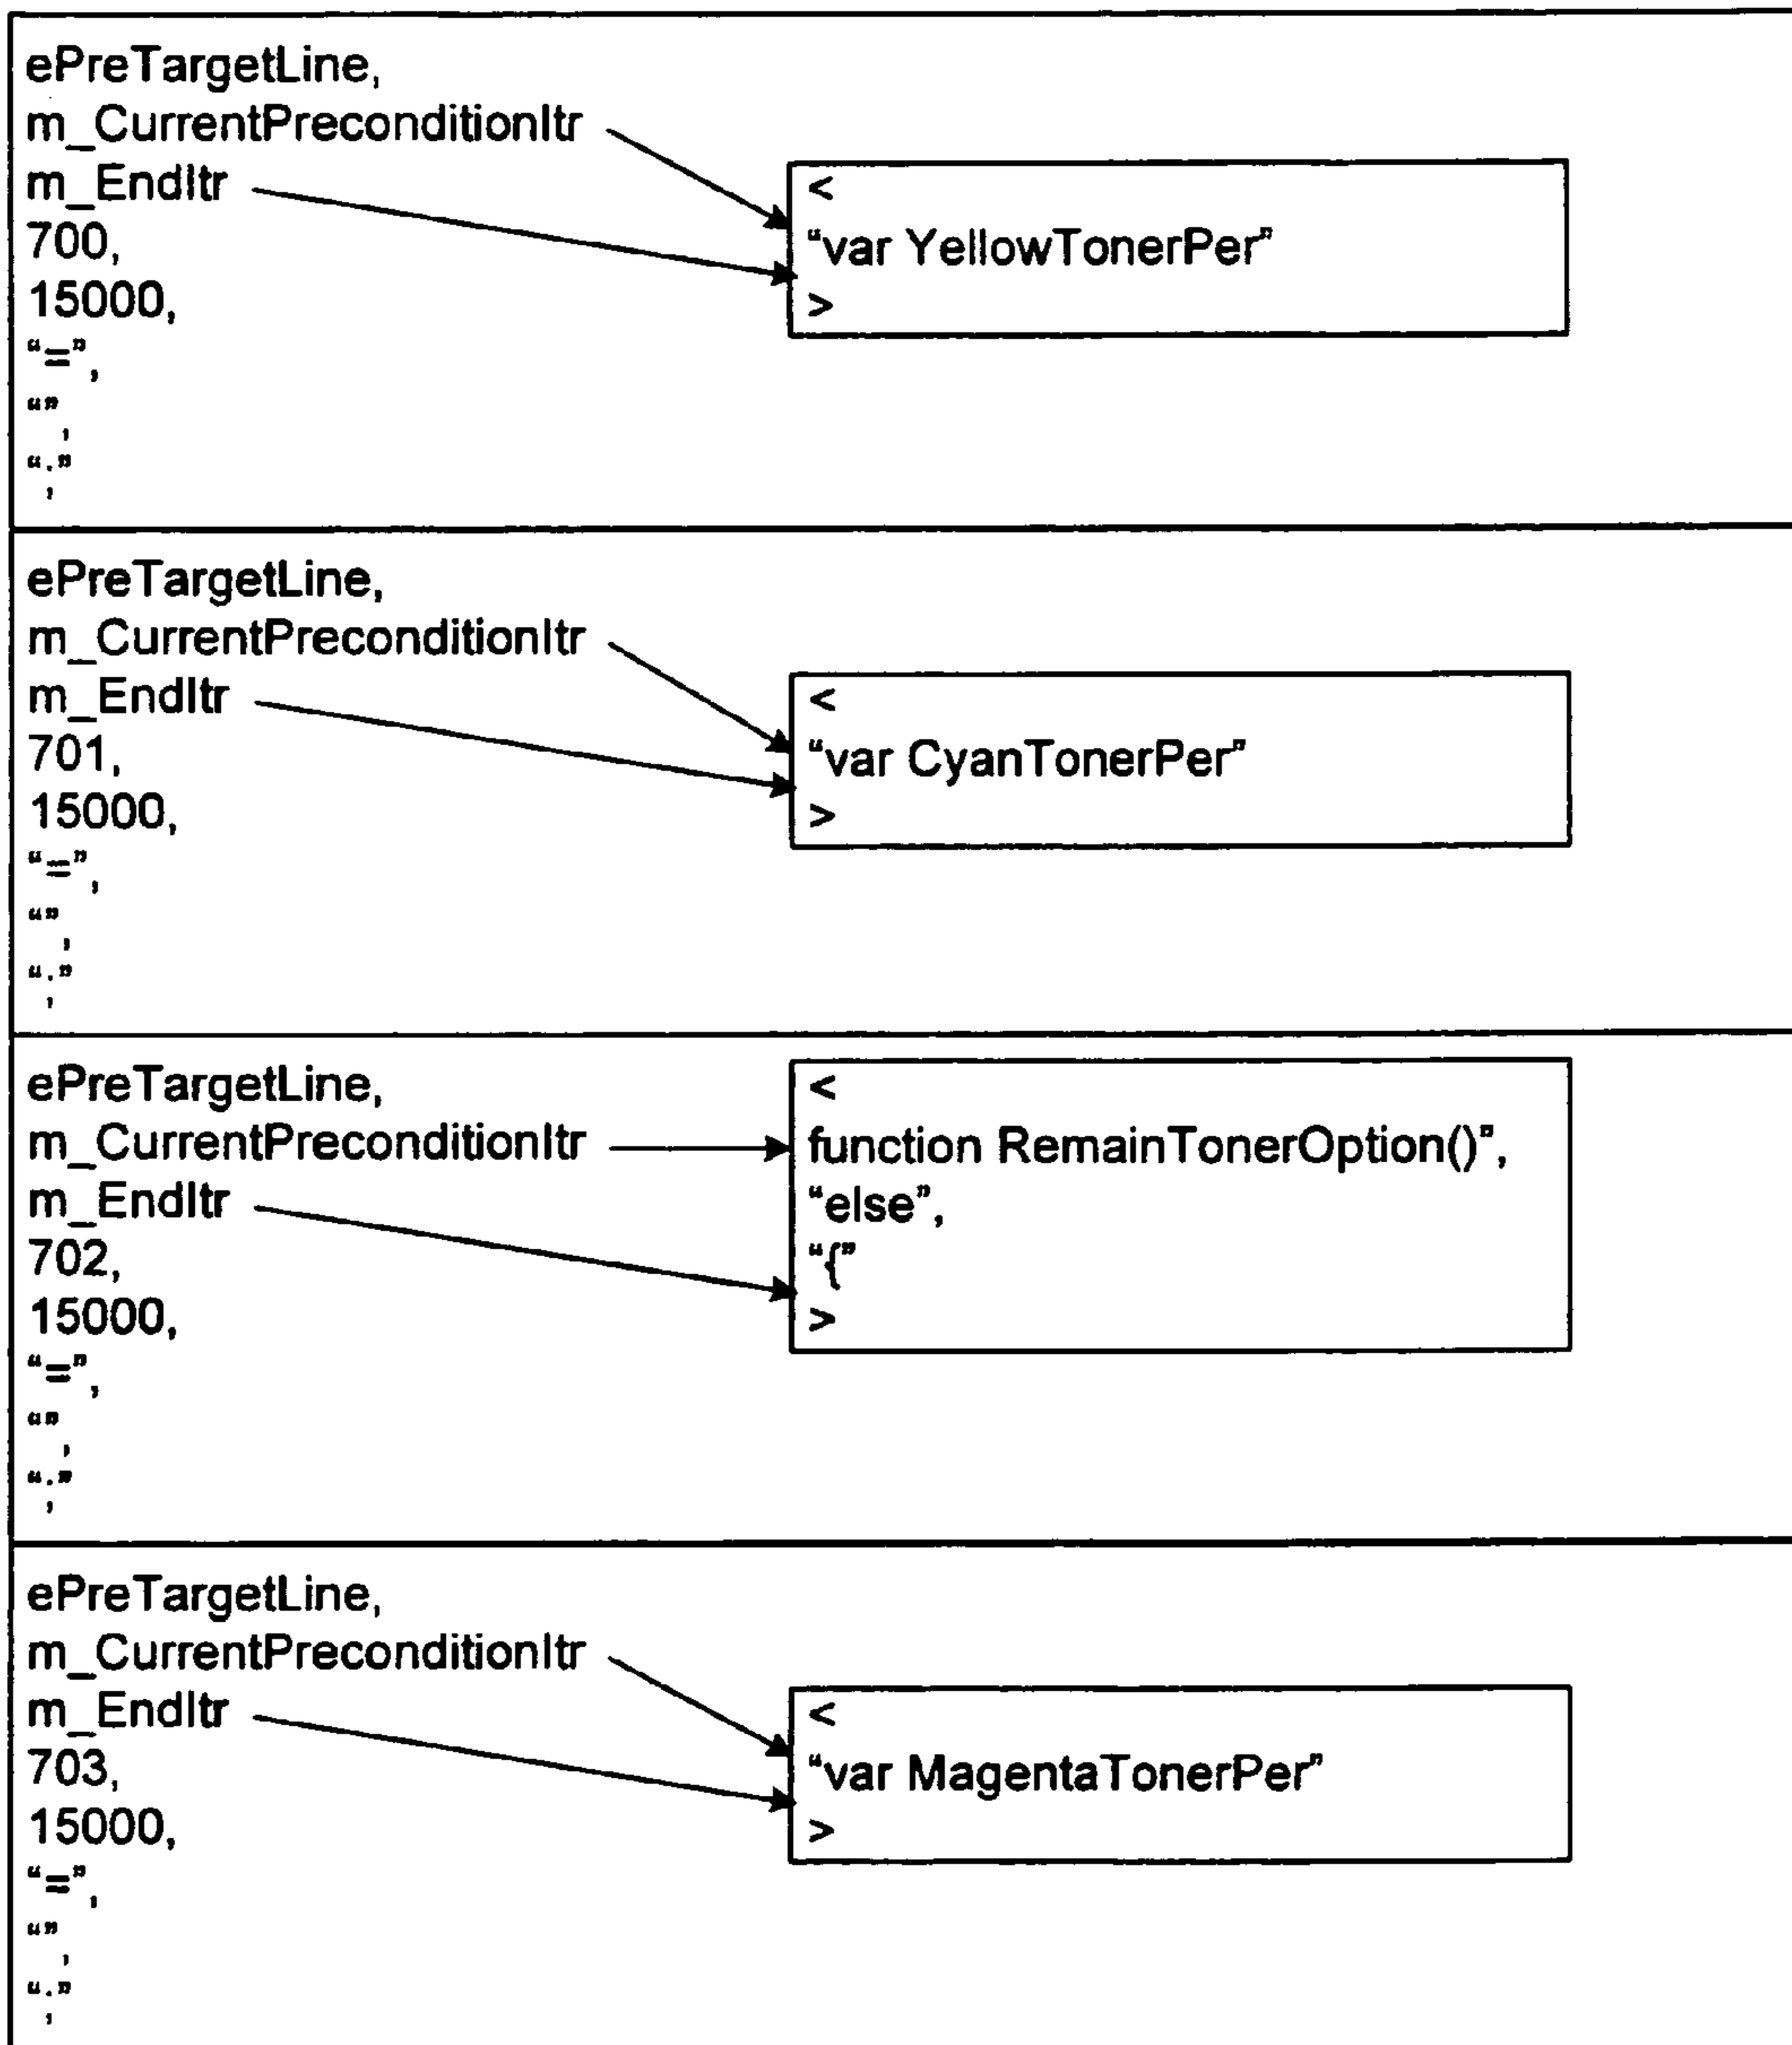 ePreTargetLine,
m_CurrentPreconditionItr
m_EndItr
700,
15000,
“=”,
“”,
“;”
<
“var YellowTonerPer”
>
ePreTargetLine,
m_CurrentPreconditionItr
m_EndItr
701,
15000,
“=”,
“”,
“;”
<
“var CyanTonerPer”
>
ePreTargetLine,
m_CurrentPreconditionItr
m_EndItr
702,
15000,
“=”,
“”,
“;”
<
function RemainTonerOption()”,
“else”,
“{”
>
ePreTargetLine,
m_CurrentPreconditionItr
m_EndItr
703,
15000,
“=”,
“”,
“;”
<
“var MagentaTonerPer”
>